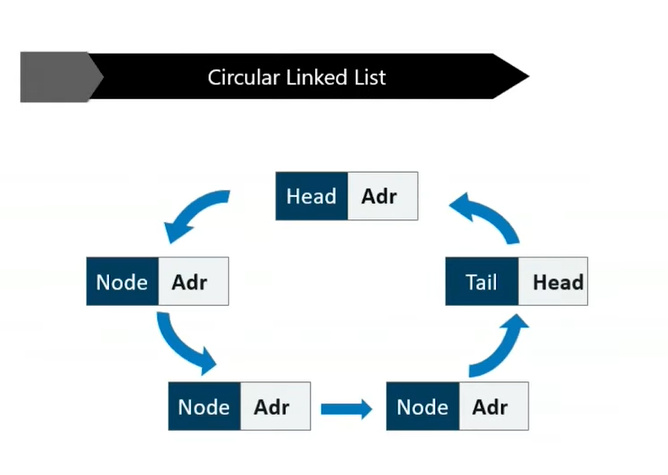 Circular Linked List
Head Adr
Node Adr
Tail Head
Node Adr
Node Adr